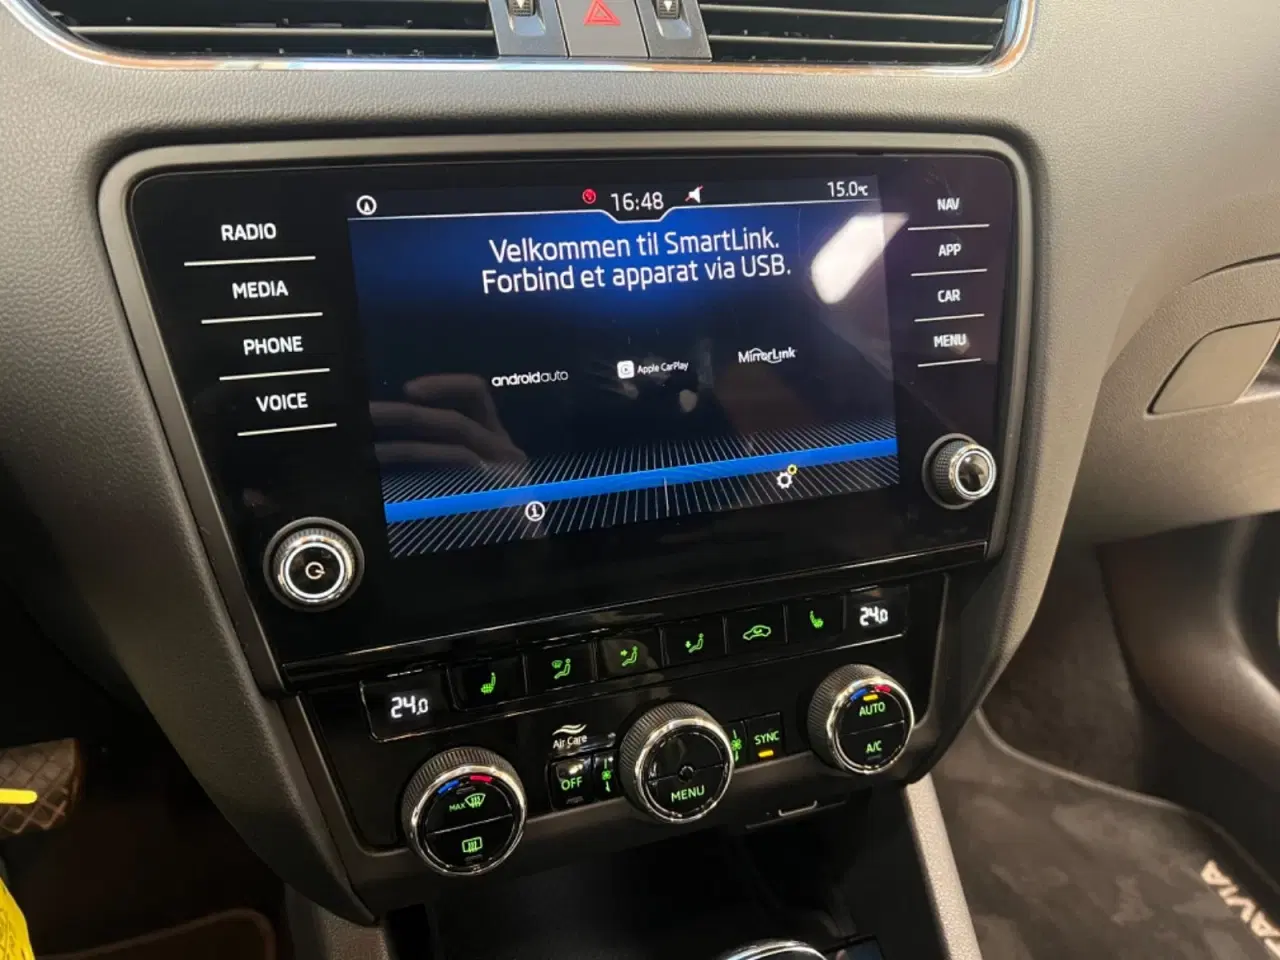 16:48
15.0°C
RADIO
MEDIA
PHONE
VOICE
Velkommen til SmartLink.
Forbind et apparat via USB.
androidauto
Apple CarPlay
MirrorLink
NAV
APP
CAR
MENU
24.0
24.0
Air Care
OFF
MENU
SYNC
AUTO
A/C
MAX
TAVIA